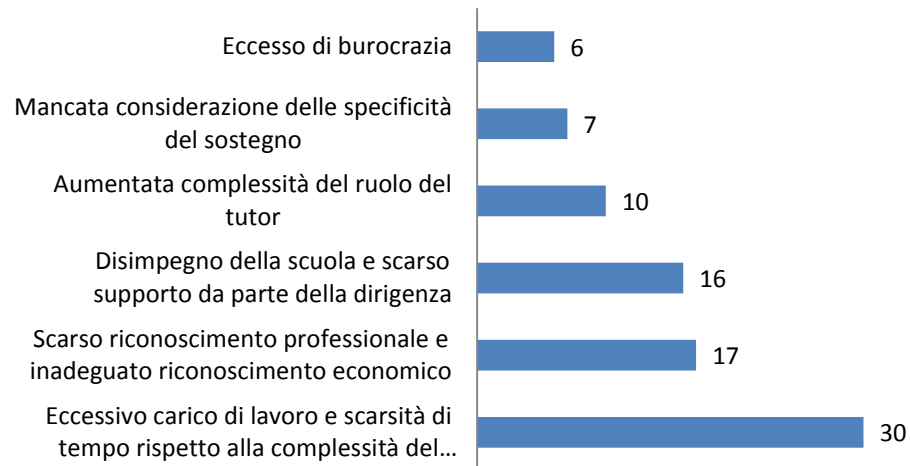 Eccesso di burocrazia
6
Mancata considerazione delle specificità
del sostegno
7
Aumentata complessità del ruolo del
tutor
10
Disimpegno della scuola e scarso
supporto da parte della dirigenza
16
Scarso riconoscimento professionale e
inadeguato riconoscimento economico
17
Eccessivo carico di lavoro e scarsità di
tempo rispetto alla complessità del…
30